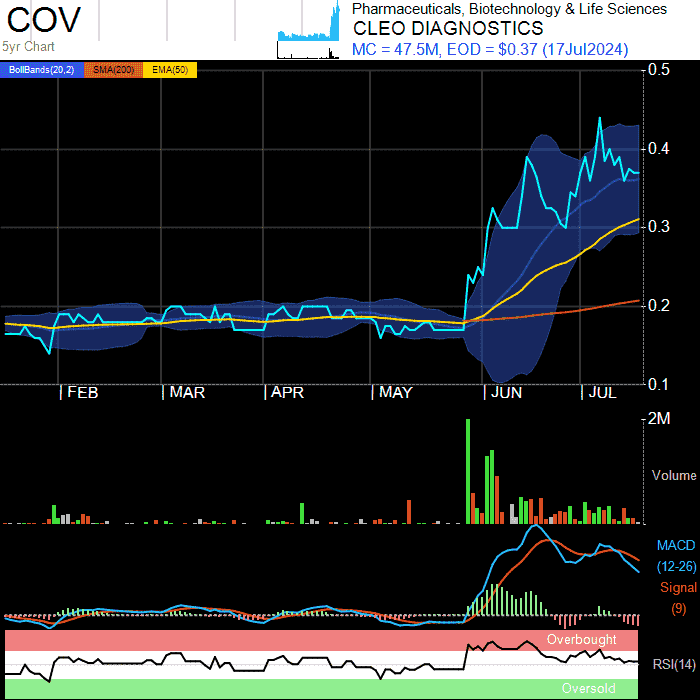 COV
5yr Chart
Pharmaceuticals, Biotechnology & Life Sciences
CLEO DIAGNOSTICS
MC = 47.5M, EOD = $0.37 (17Jul2024)
BollBands(20,2) SMA(200) EMA(50)
0.5
0.4
0.3
0.2
0.1
FEB MAR APR MAY JUN JUL
2M
Volume
MACD
(12-26)
Signal
(9)
Overbought
RSI(14)
Oversold